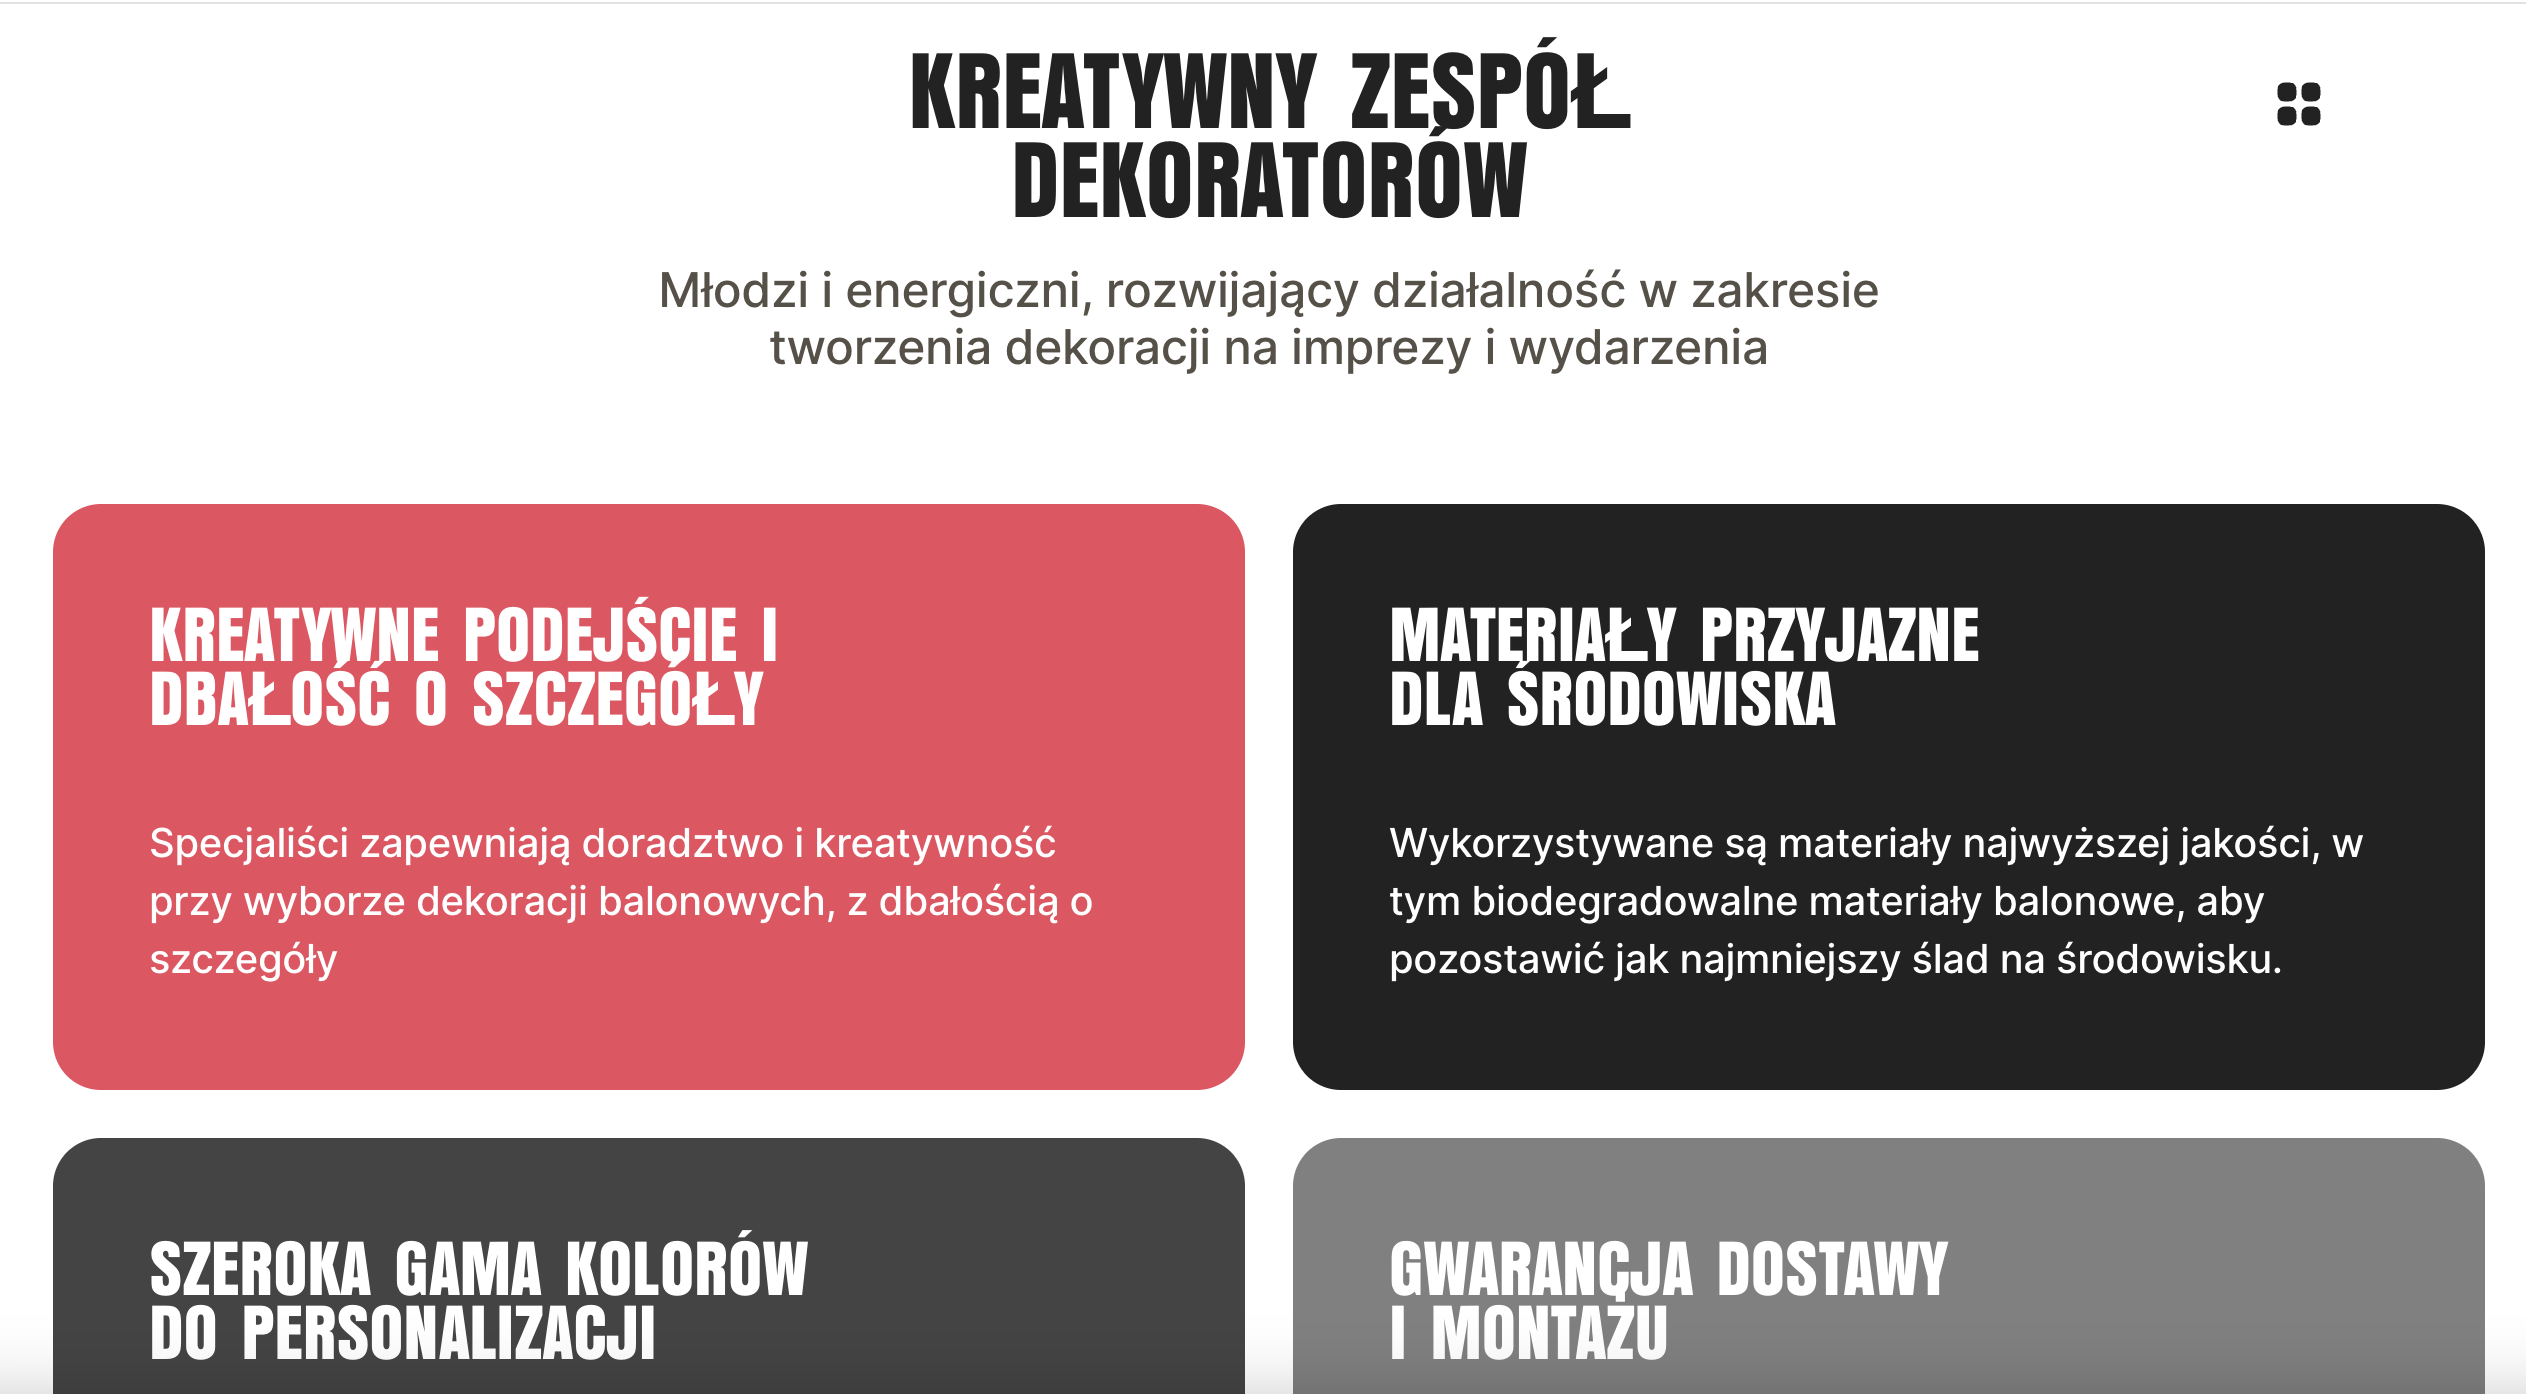 KREATYWNY ZESPÓŁ
DEKORATORÓW
Młodzi i energiczni, rozwijający działalność w zakresie
tworzenia dekoracji na imprezy i wydarzenia
KREATYWNE PODEJŚCIE I
DBAŁOŚĆ O SZCZEGÓŁY
Specjaliści zapewniają doradztwo i kreatywność
przy wyborze dekoracji balonowych, z dbałością o
szczegóły
MATERIAŁY PRZYJAZNE
DLA ŚRODOWISKA
Wykorzystywane są materiały najwyższej jakości, w
tym biodegradowalne materiały balonowe, aby
pozostawić jak najmniejszy ślad na środowisku.
SZEROKA GAMA KOLORÓW
DO PERSONALIZACJI
GWARANCJA DOSTAWY
I MONTAŻU